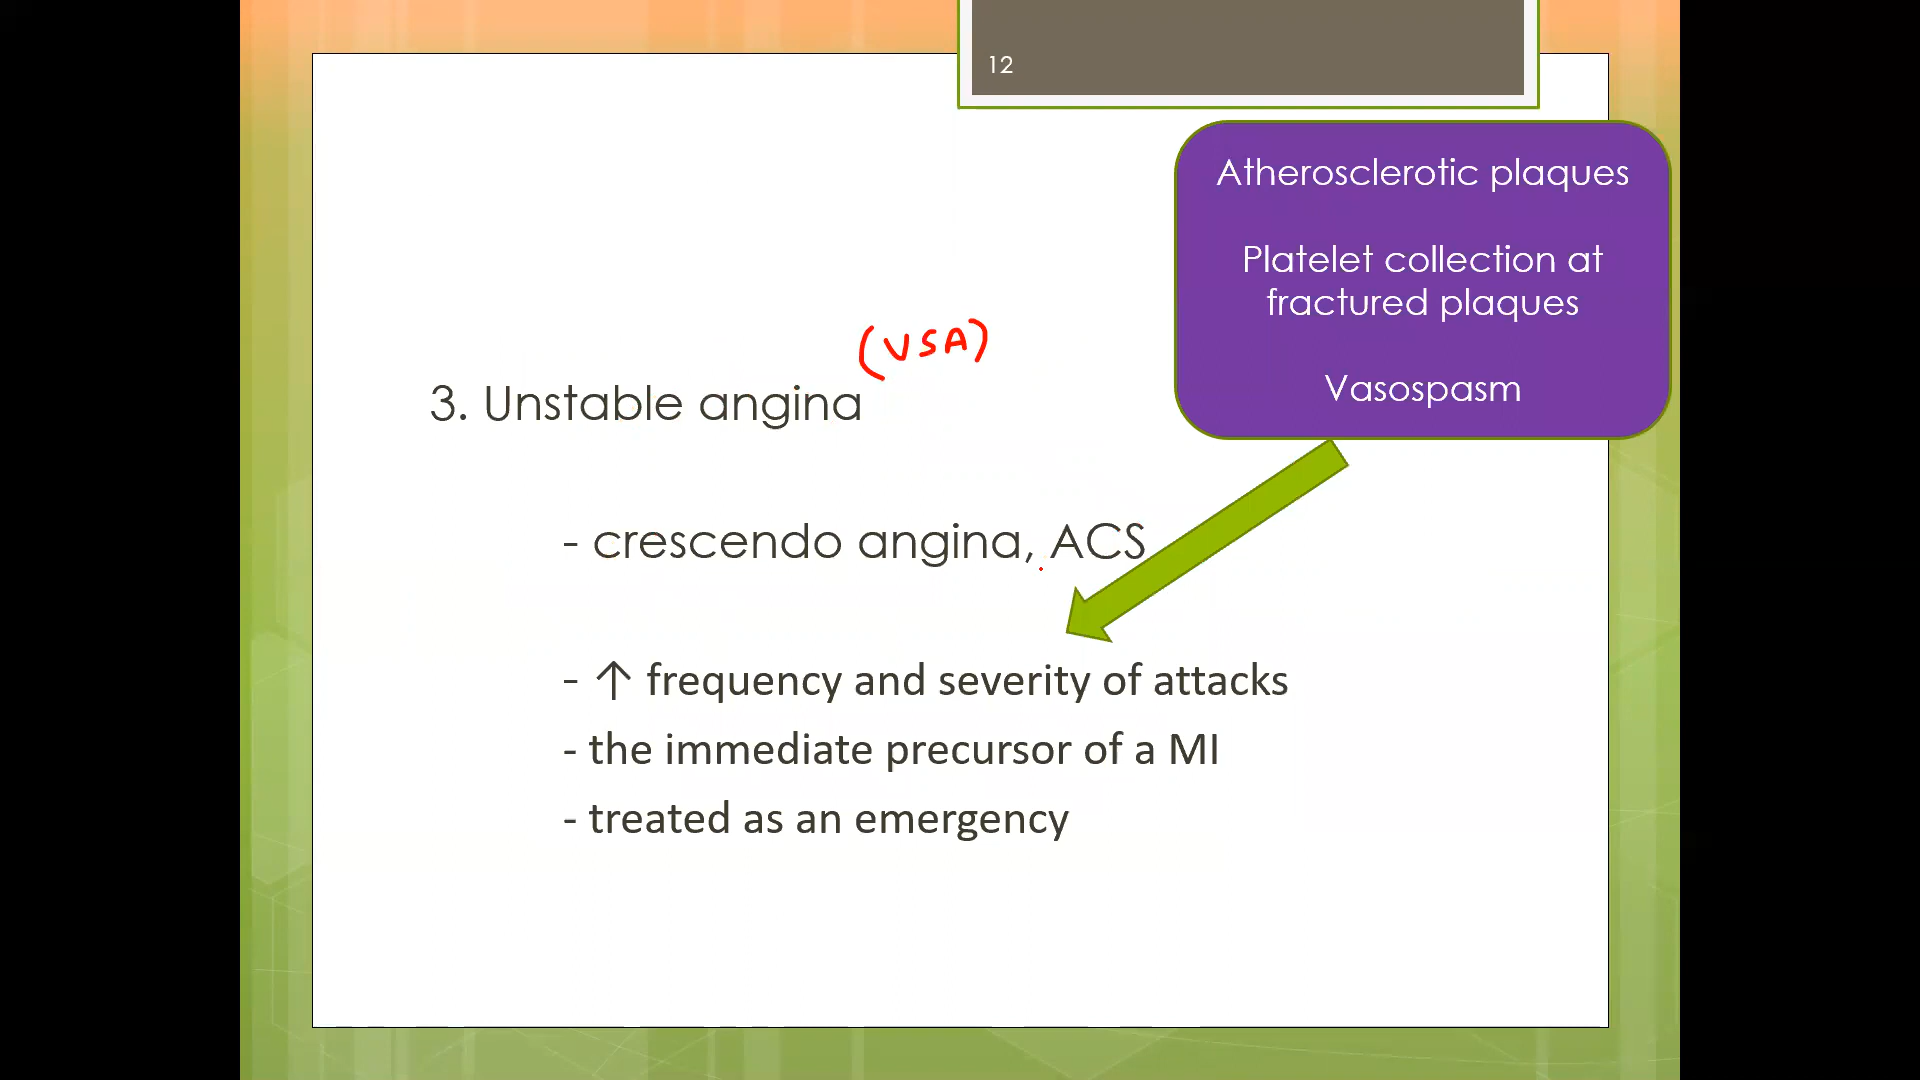 12
Atherosclerotic plaques
Platelet collection at
fractured plaques
Vasospasm
(VSA)
3. Unstable angina
- crescendo angina, ACS
- ↑ frequency and severity of attacks
- the immediate precursor of a MI
- treated as an emergency